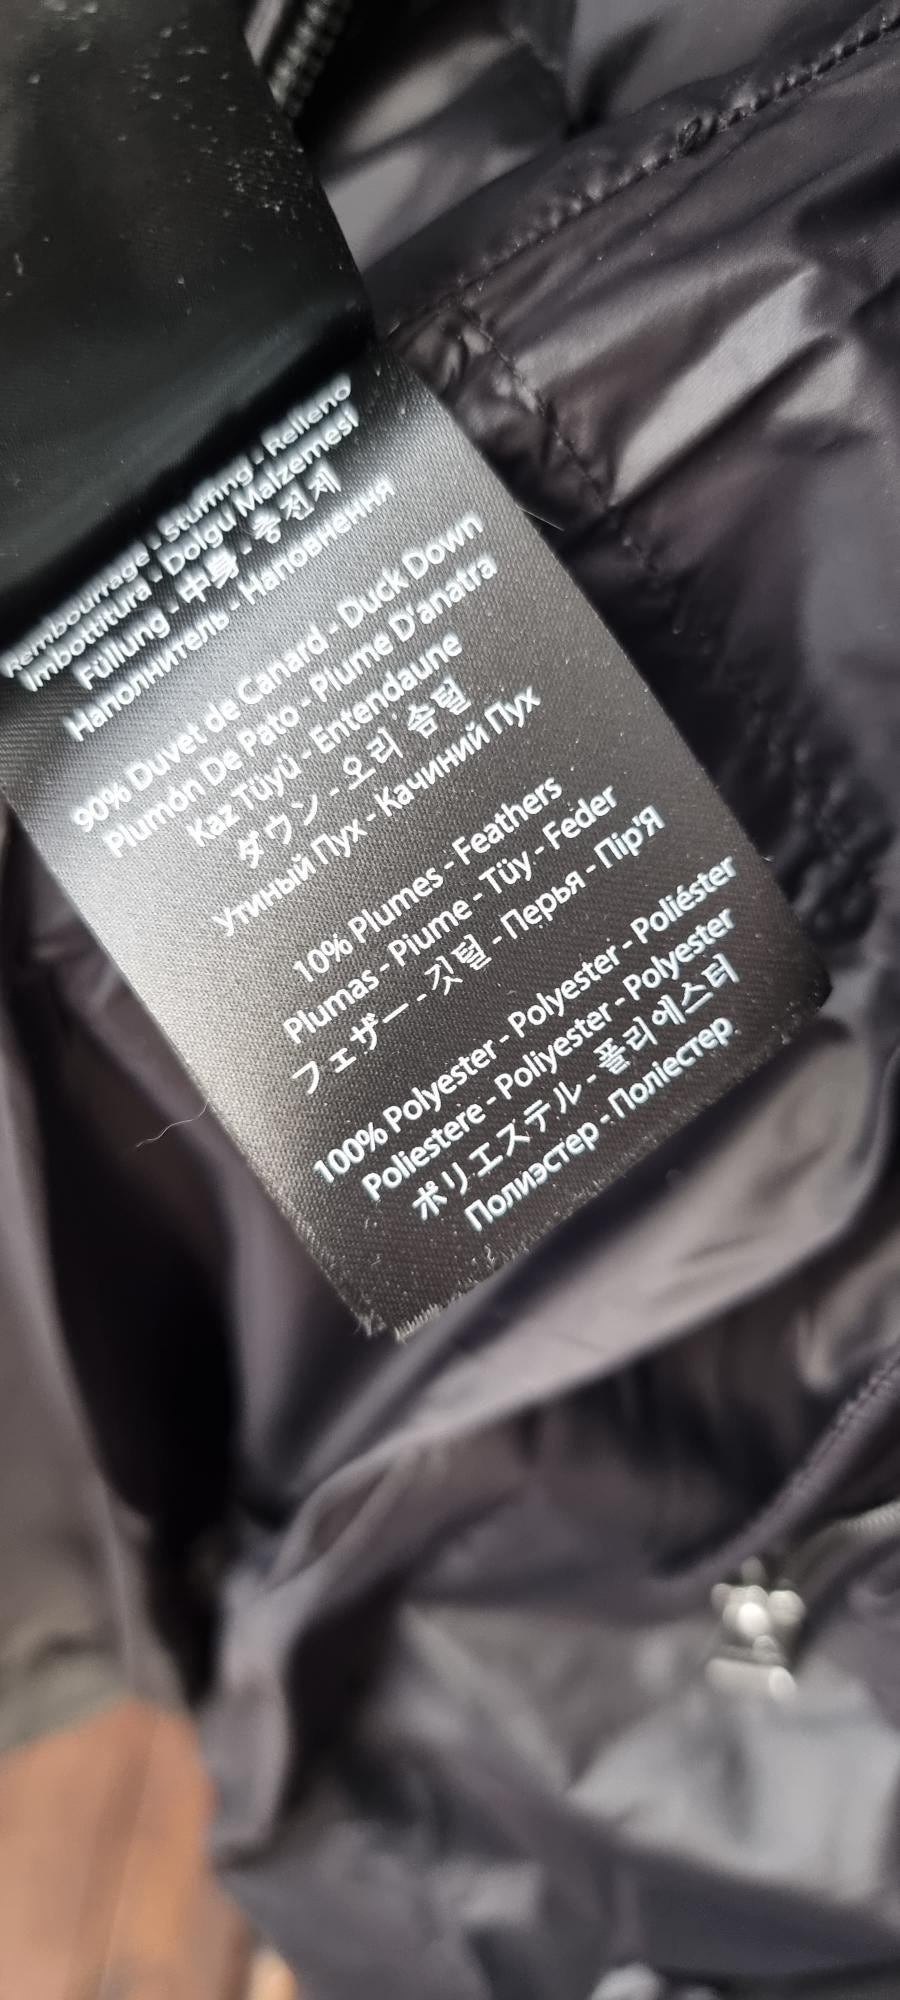 Rembourrage - Stuffing - Relleno
Imbottitura - Dolgu Malzemesi
Füllung - 中身 - 충전제
Наполнитель - Наповнення
90% Duvet de Canard - Duck Down
Plumón De Pato - Piume D'anatra
Kaz Tüyü - Entendaune
ダウン - 오리 솜털
Утиный Пух - Качиний Пух
10% Plumes - Feathers
Plumas - Piume - Tüy - Feder
フェザー - 깃털 - Перья - Пір'Я
100% Polyester - Polyester - Poliéster
Poliestere - Poliyester - Polyester
ポリエステル - 폴리에스터
Полиэстер - Поліестер